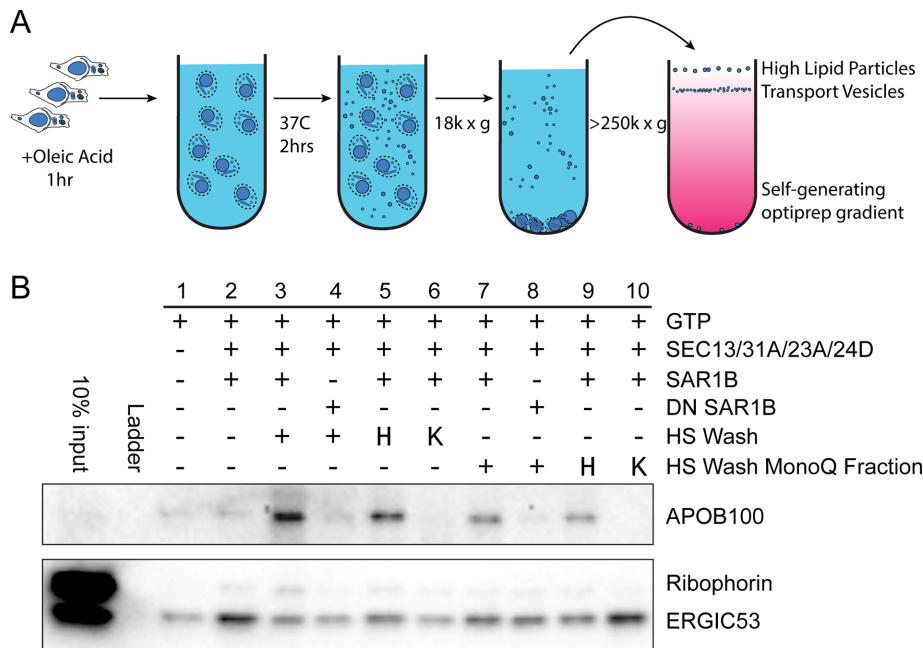 A
+Oleic Acid
1hr
37C
2hrs
18k x g
>250k x g
High Lipid Particles
Transport Vesicles
Self-generating
optiprep gradient
B
10% input
Ladder
1 2 3 4 5 6 7 8 9 10
+ + + + + + + + + + GTP
- + + + + + + + + + SEC13/31A/23A/24D
- + + - + + + - + + SAR1B
- - - + - - - + - - DN SAR1B
- - + + H K - - - - HS Wash
- - - - - - + + H K HS Wash MonoQ Fraction
APOB100
Ribophorin
ERGIC53